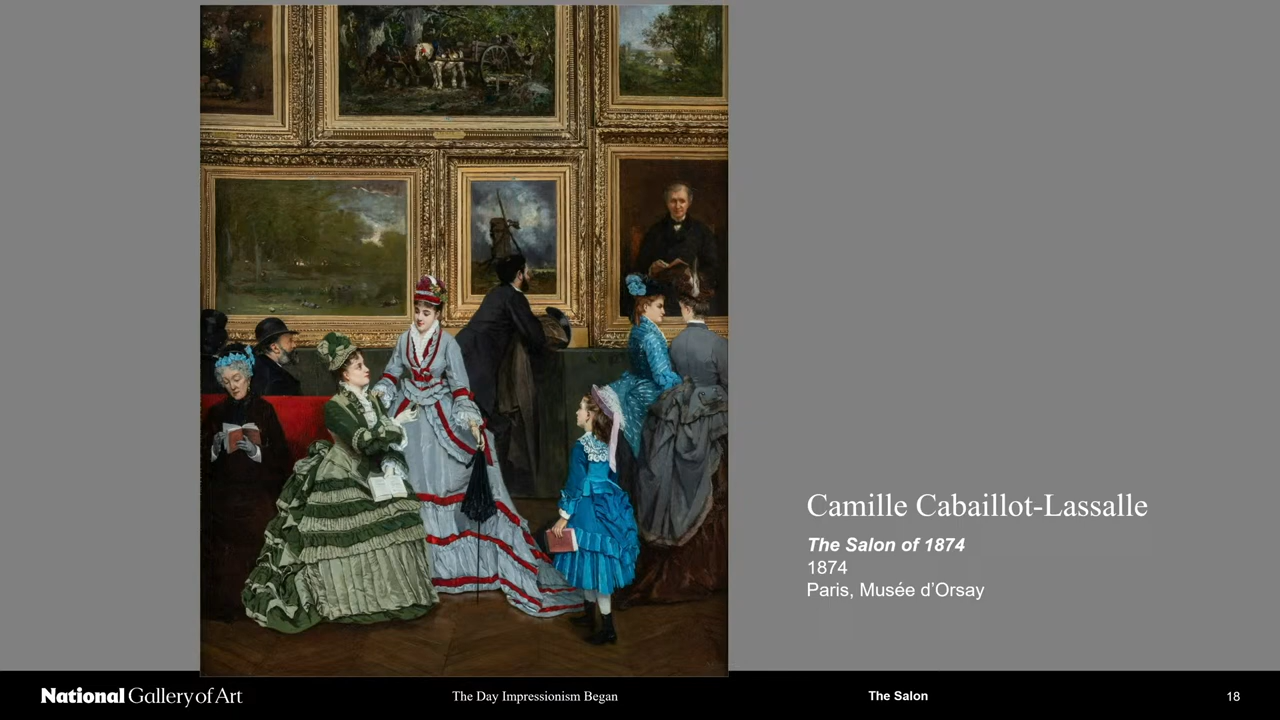 Camille Cabaillot-Lassalle
The Salon of 1874
1874
Paris, Musée d'Orsay
National Gallery of Art
The Day Impressionism Began
The Salon
18